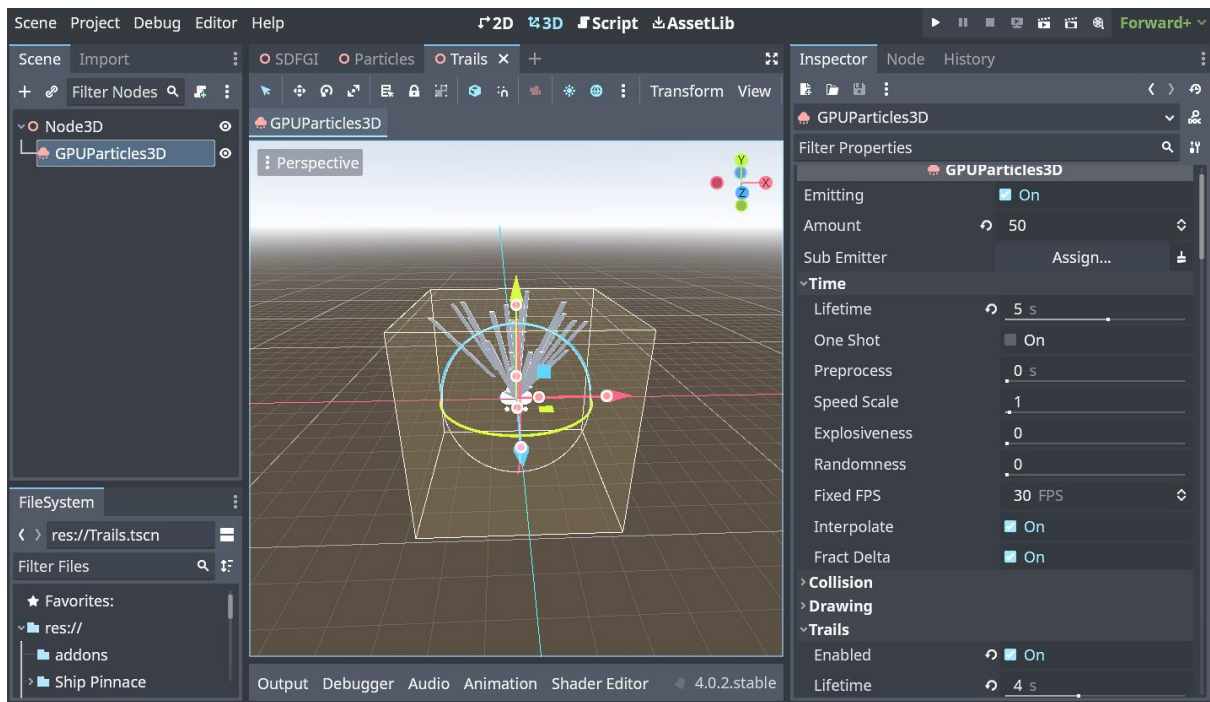 Scene Project Debug Editor Help 2D 3D Script AssetLib Forward+
Scene Import
Filter Nodes
Node3D
GPUParticles3D
SDFGI Particles Trails
Transform View
GPUParticles3D
Perspective
Y
X
Z
FileSystem
res://Trails.tscn
Filter Files
Favorites:
res://
addons
Ship Pinnace
Output Debugger Audio Animation Shader Editor 4.0.2.stable
Inspector Node History
GPUParticles3D
DOC
Filter Properties
GPUParticles3D
Emitting On
Amount 50
Sub Emitter Assign...
Time
Lifetime 5 s
One Shot On
Preprocess 0 s
Speed Scale 1
Explosiveness 0
Randomness 0
Fixed FPS 30 FPS
Interpolate On
Fract Delta On
Collision
Drawing
Trails
Enabled On
Lifetime 4 s